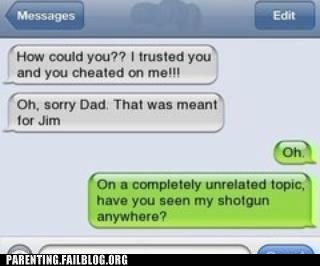 Messages
Edit
How could you?? I trusted you
and you cheated on me!!!
Oh, sorry Dad. That was meant
for Jim
Oh.
On a completely unrelated topic,
have you seen my shotgun
anywhere?
PARENTING.FAILBLOG.ORG